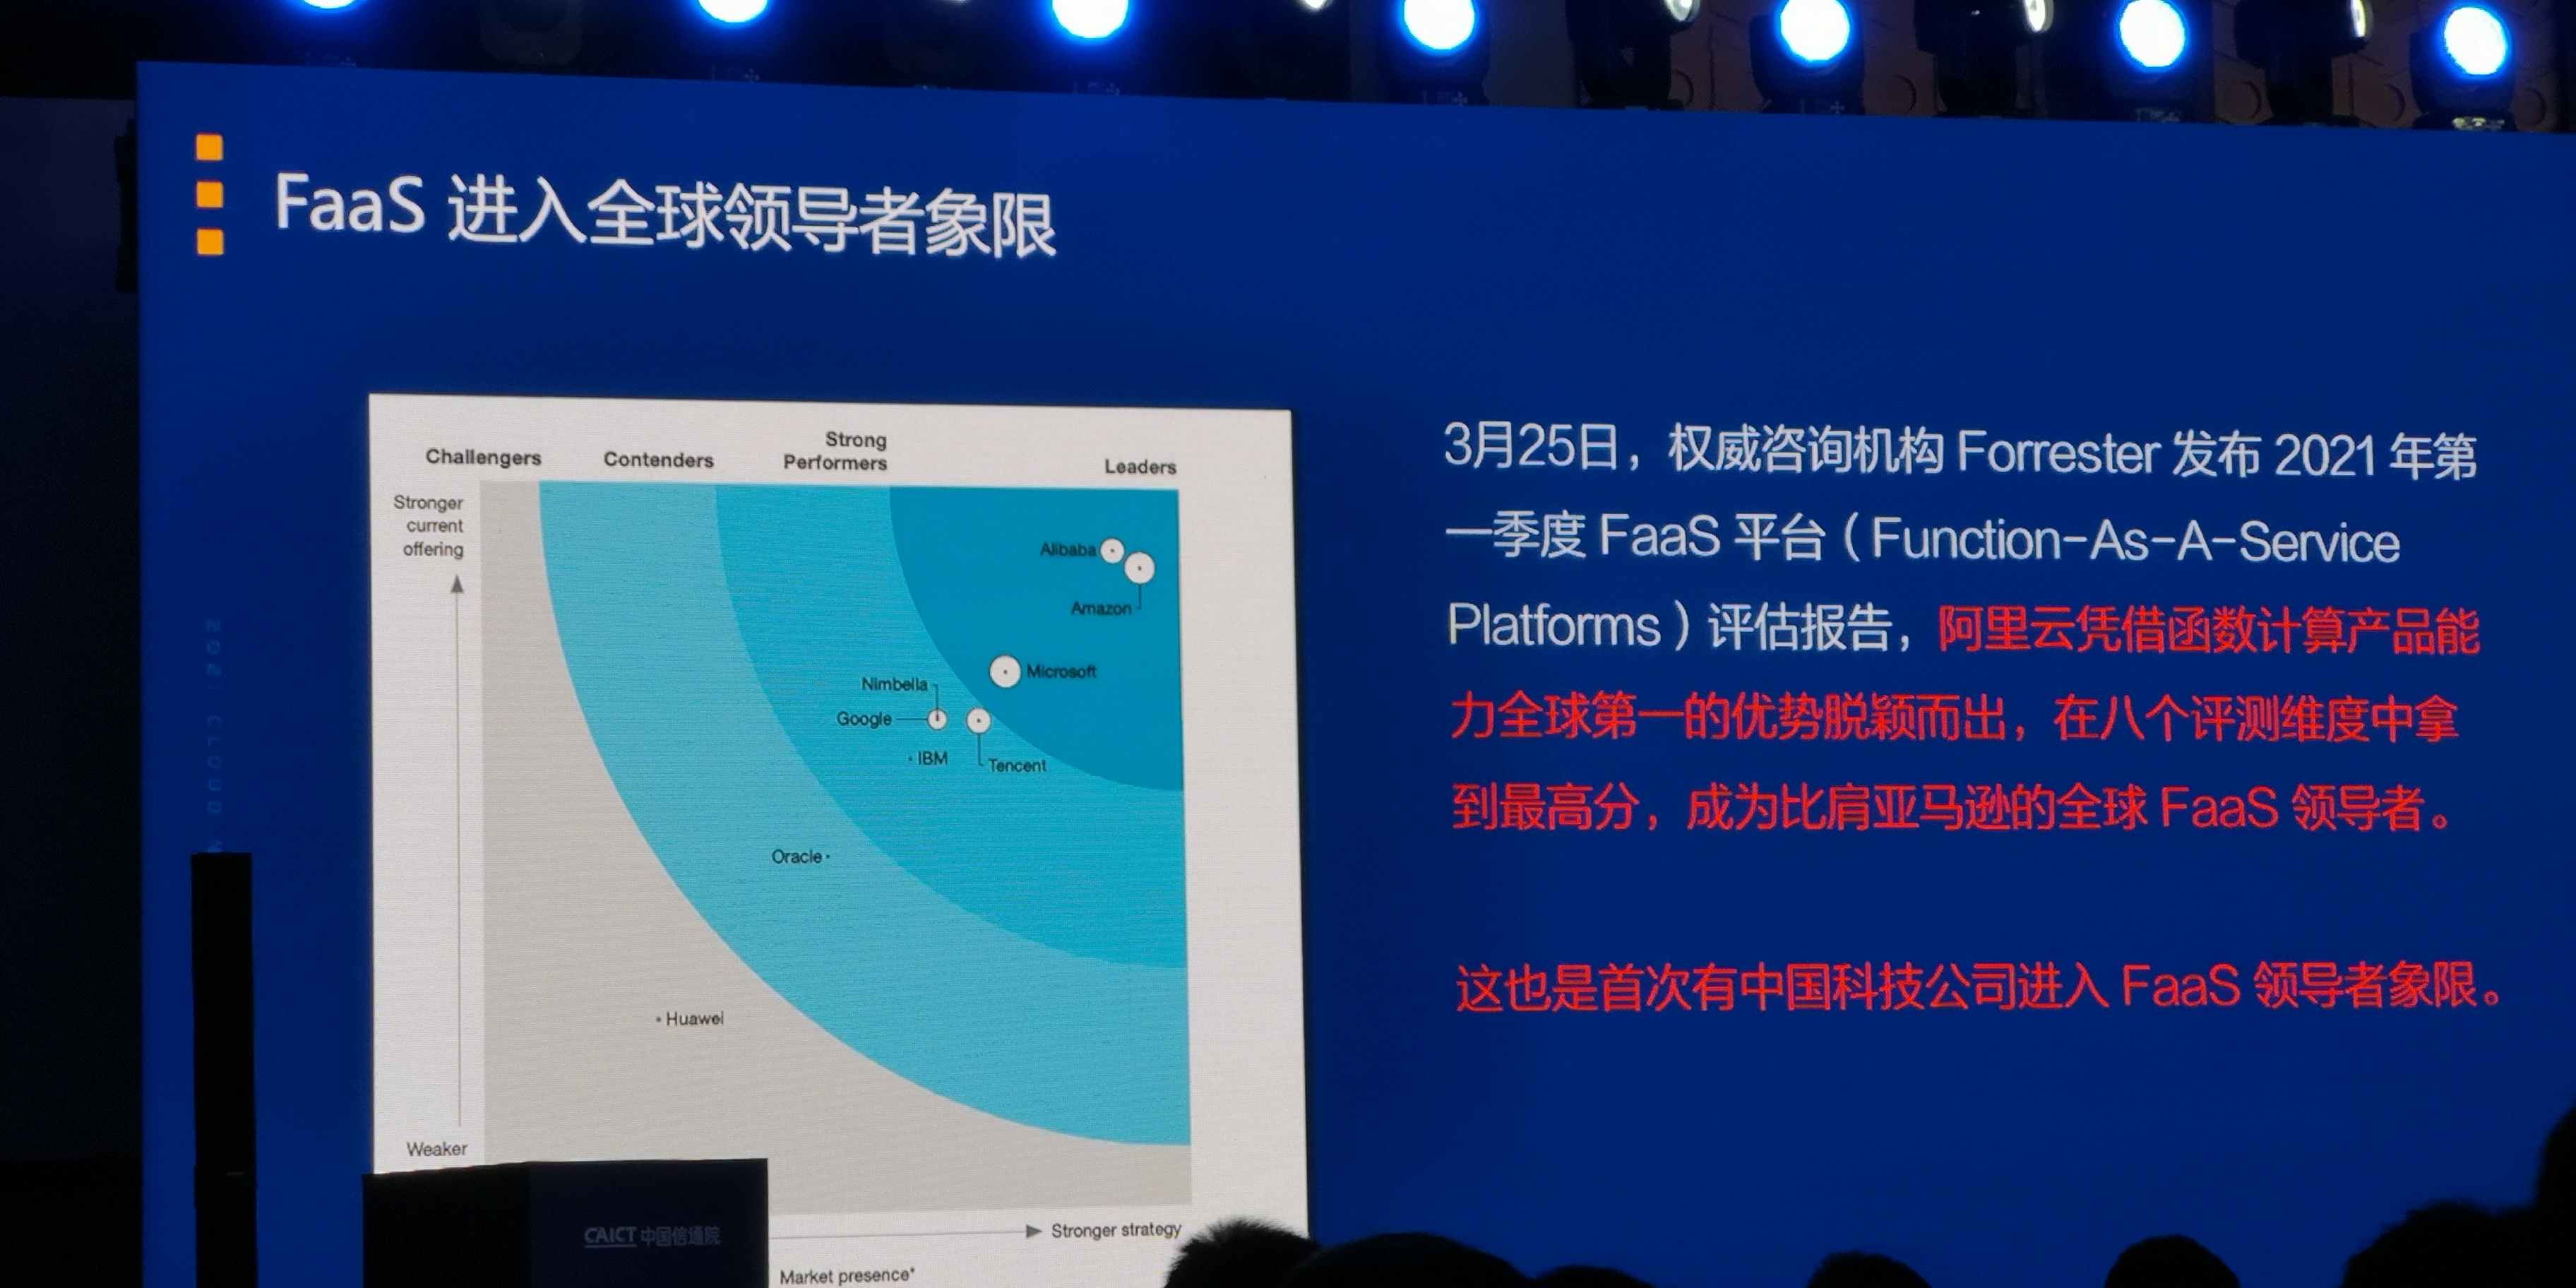 FaaS 进入全球领导者象限
Challengers
Contenders
Strong
Performers
Leaders
Stronger
current
offering
Alibaba
Amazon
Microsoft
Nimbella
Google
IBM
Tencent
Oracle
Huawei
Weaker
Stronger strategy
Market presence*
3月25日，权威咨询机构 Forrester 发布 2021 年第
一季度 FaaS 平台（Function-As-A-Service
Platforms）评估报告，阿里云凭借函数计算产品能
力全球第一的优势脱颖而出，在八个评测维度中拿
到最高分，成为比肩亚马逊的全球 FaaS 领导者。
这也是首次有中国科技公司进入 FaaS 领导者象限。
CAICT 中国信通院